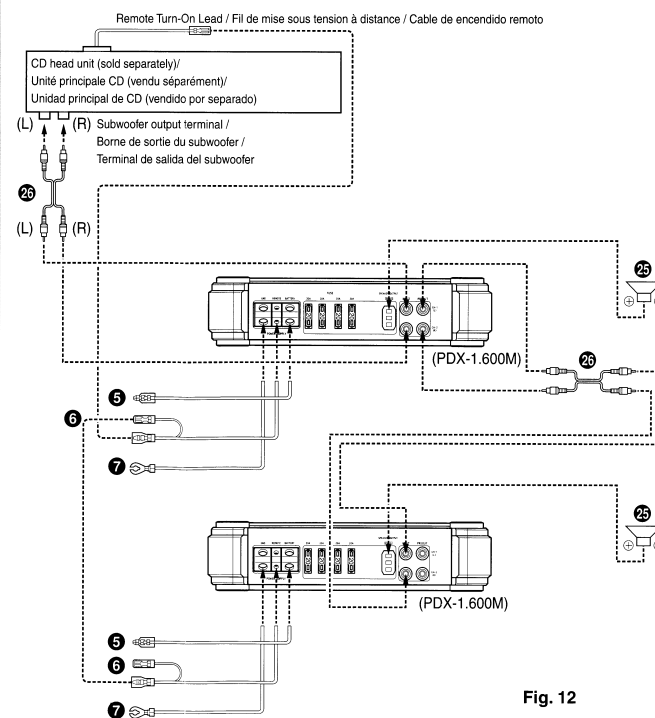 Remote Turn-On Lead / Fil de mise sous tension à distance / Cable de encendido remoto
CD head unit (sold separately)/
Unité principale CD (vendu séparément)/
Unidad principal de CD (vendido por separado)
(L) (R) Subwoofer output terminal /
Borne de sortie du subwoofer /
Terminal de salida del subwoofer
26
(L) (R)
25
(PDX-1.600M)
26
5
6
7
25
(PDX-1.600M)
5
6
7
Fig. 12